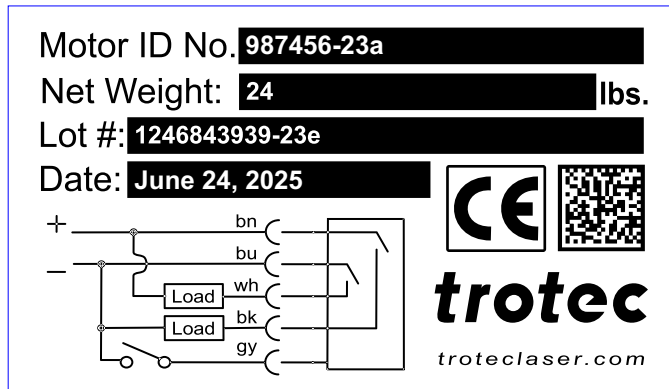 Motor ID No. 987456-23a
Net Weight: 24 lbs.
Lot #: 1246843939-23e
Date: June 24, 2025
CE
+
bn
−
bu
Load wh
Load bk
gy
trotec
troteclaser.com